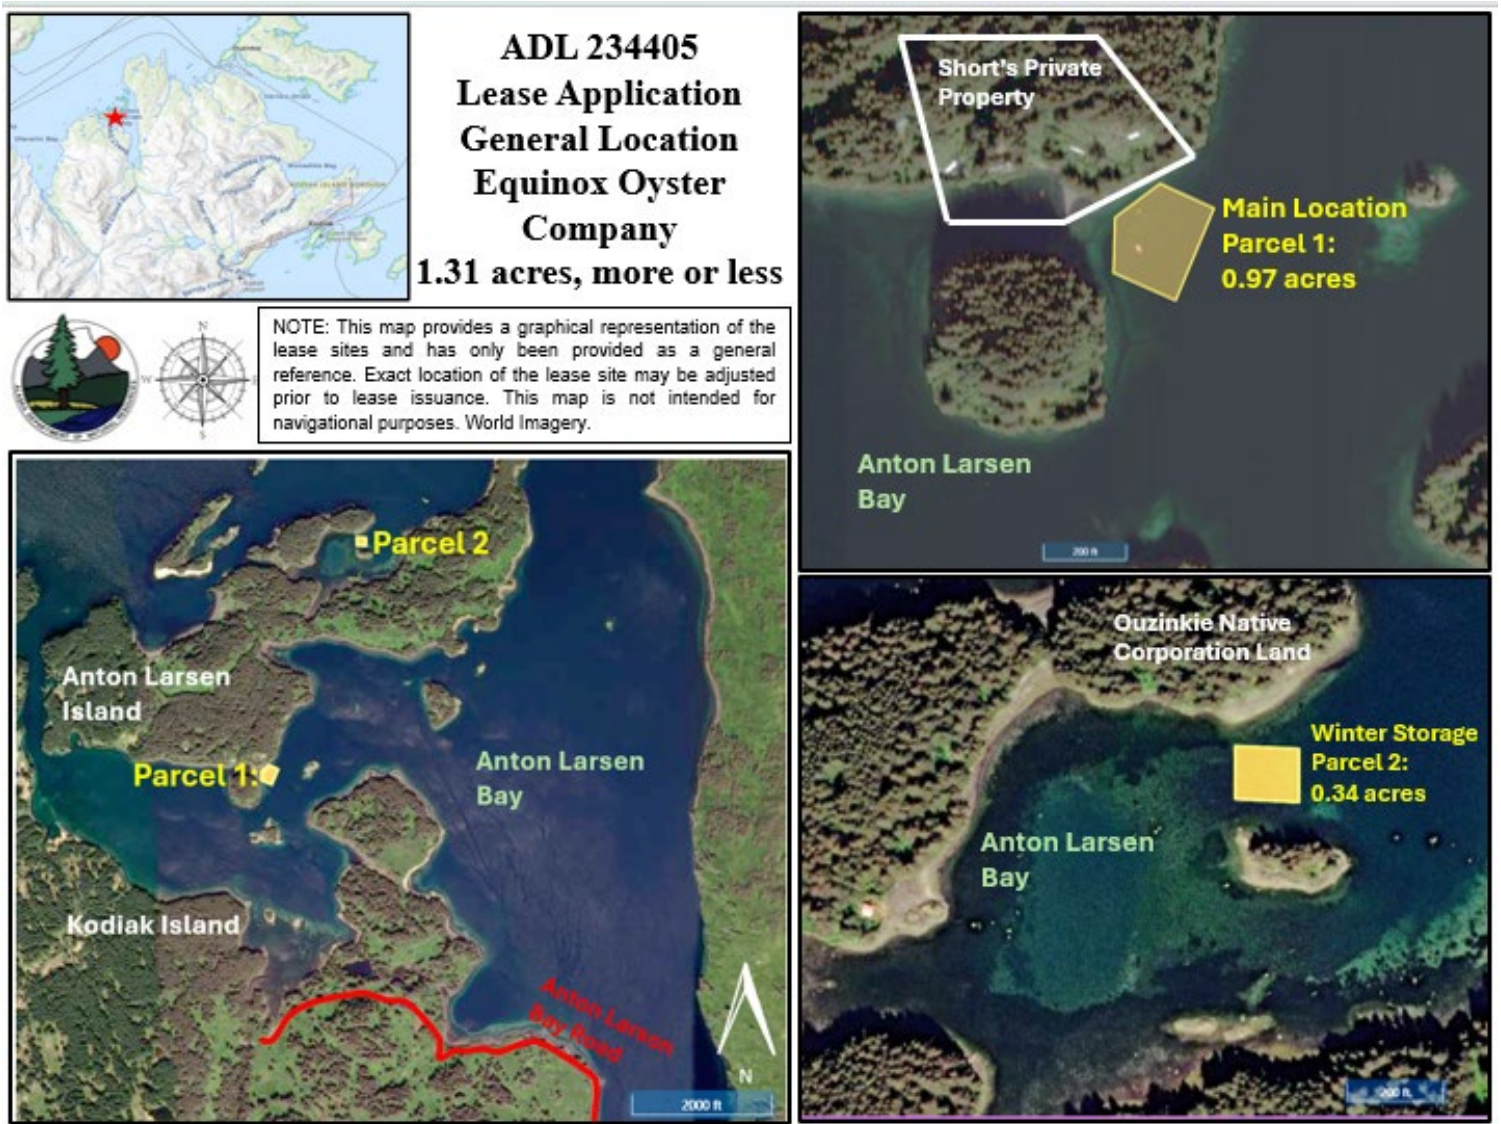 ADL 234405
Lease Application
General Location
Equinox Oyster
Company
1.31 acres, more or less
N
W
S
NOTE: This map provides a graphical representation of the
lease sites and has only been provided as a general
reference. Exact location of the lease site may be adjusted
prior to lease issuance. This map is not intended for
navigational purposes. World Imagery.
Short's Private
Property
Main Location
Parcel 1:
0.97 acres
Anton Larsen
Bay
200 ft
Parcel 2
Anton Larsen
Island
Parcel 1:
Anton Larsen
Bay
Kodiak Island
Anton Larson
Bay Road
N
2000 ft
Ouzinkie Native
Corporation Land
Winter Storage
Parcel 2:
0.34 acres
Anton Larsen
Bay
200 ft